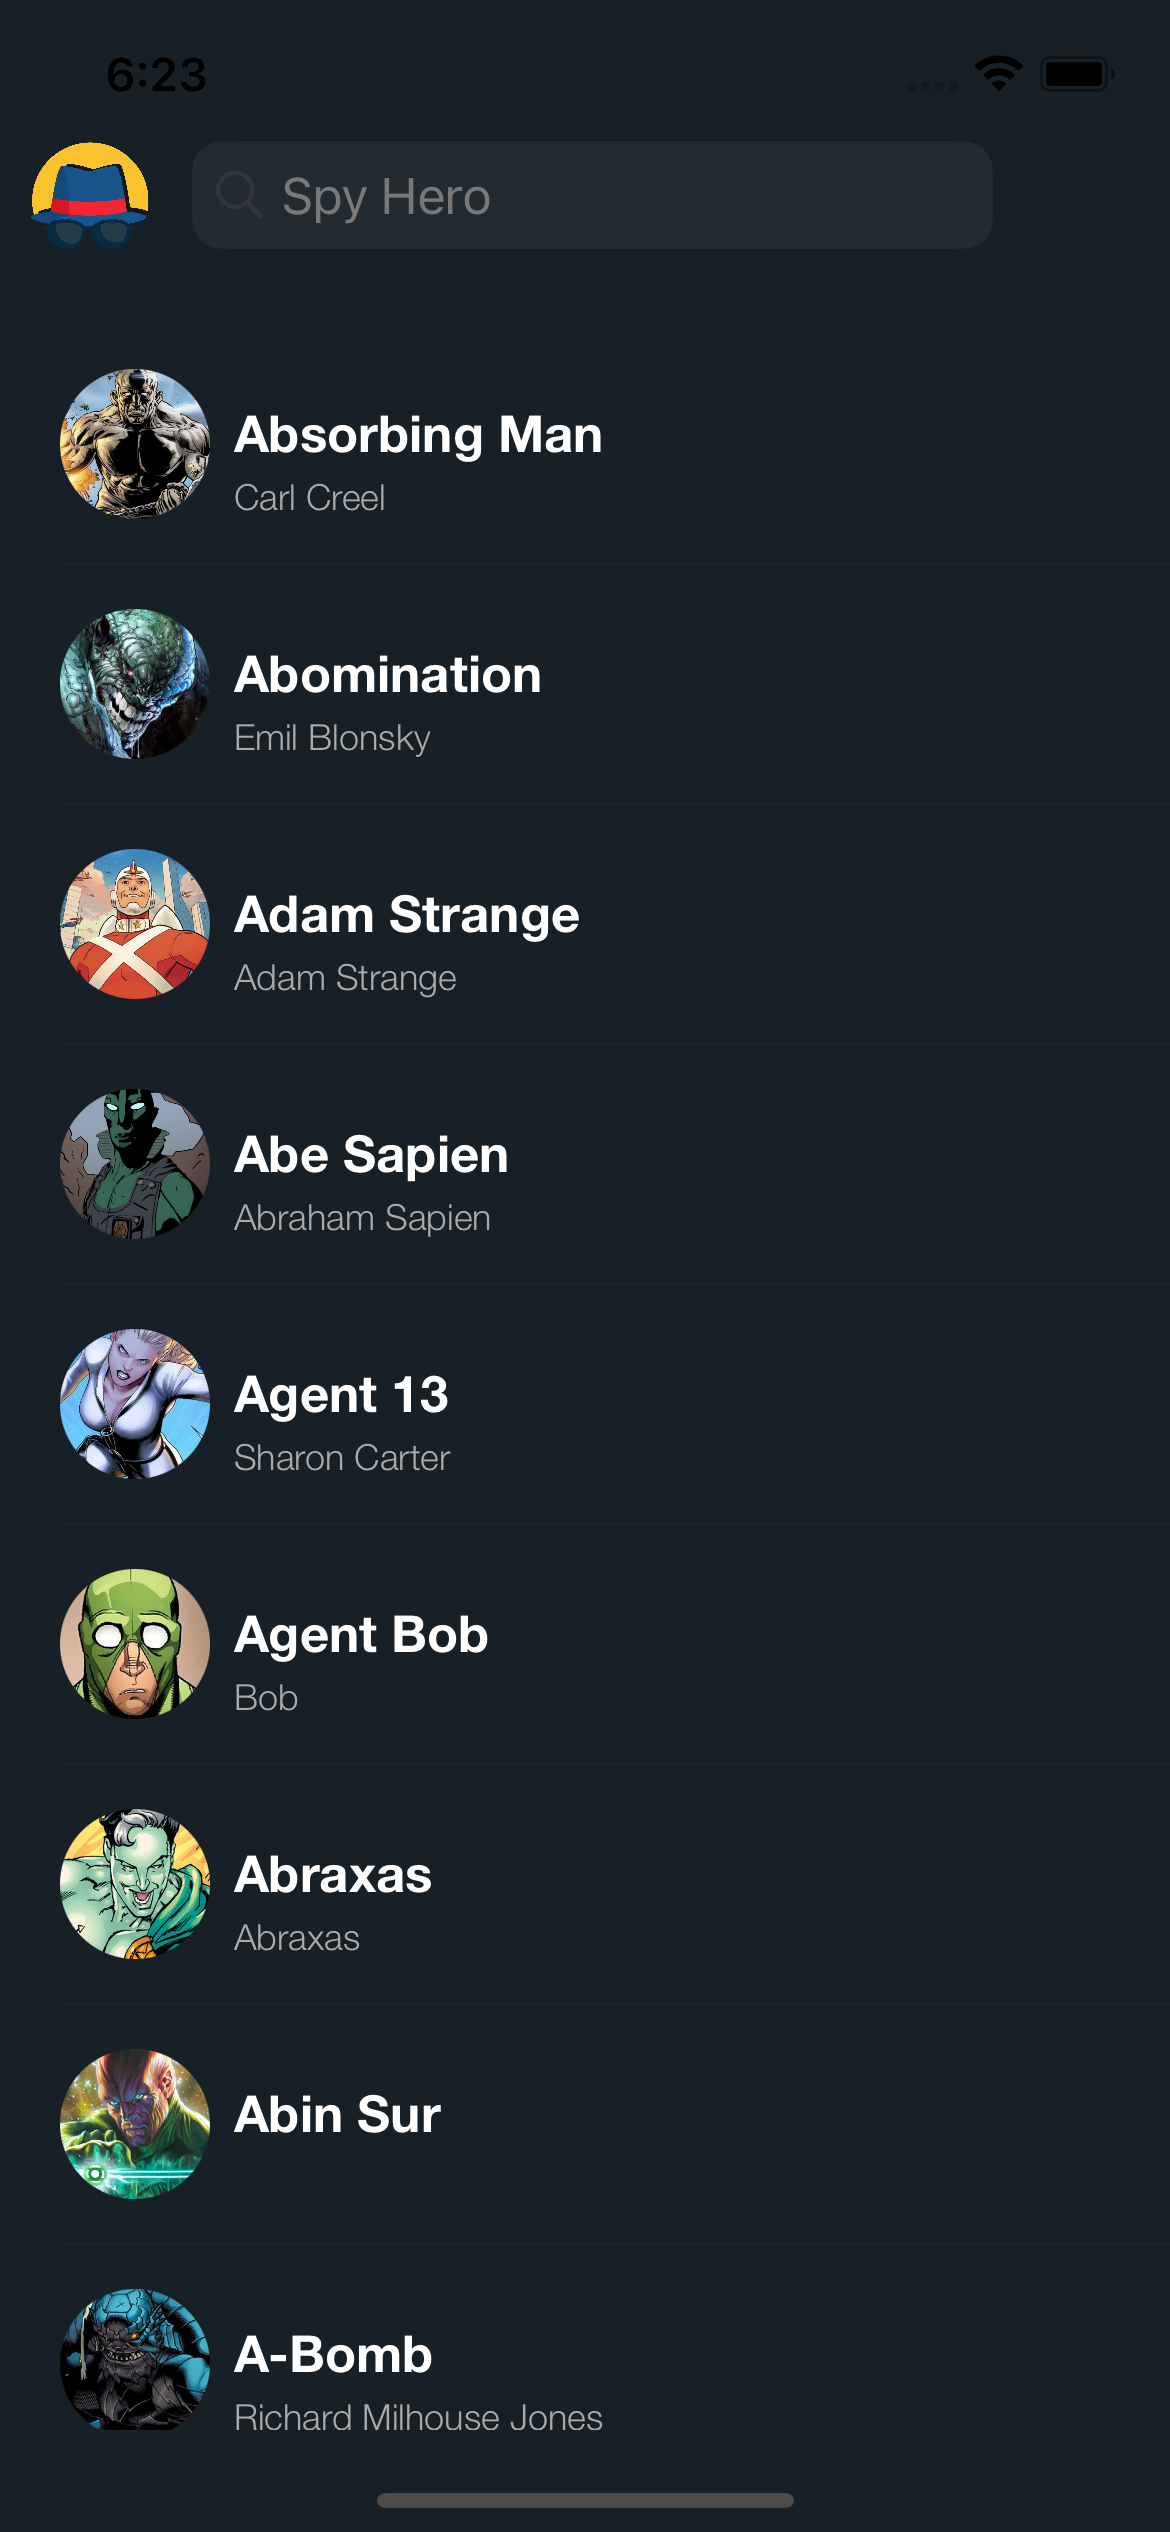 6:23
Spy Hero
Absorbing Man
Carl Creel
Abomination
Emil Blonsky
Adam Strange
Adam Strange
Abe Sapien
Abraham Sapien
Agent 13
Sharon Carter
Agent Bob
Bob
Abraxas
Abraxas
Abin Sur
A-Bomb
Richard Milhouse Jones